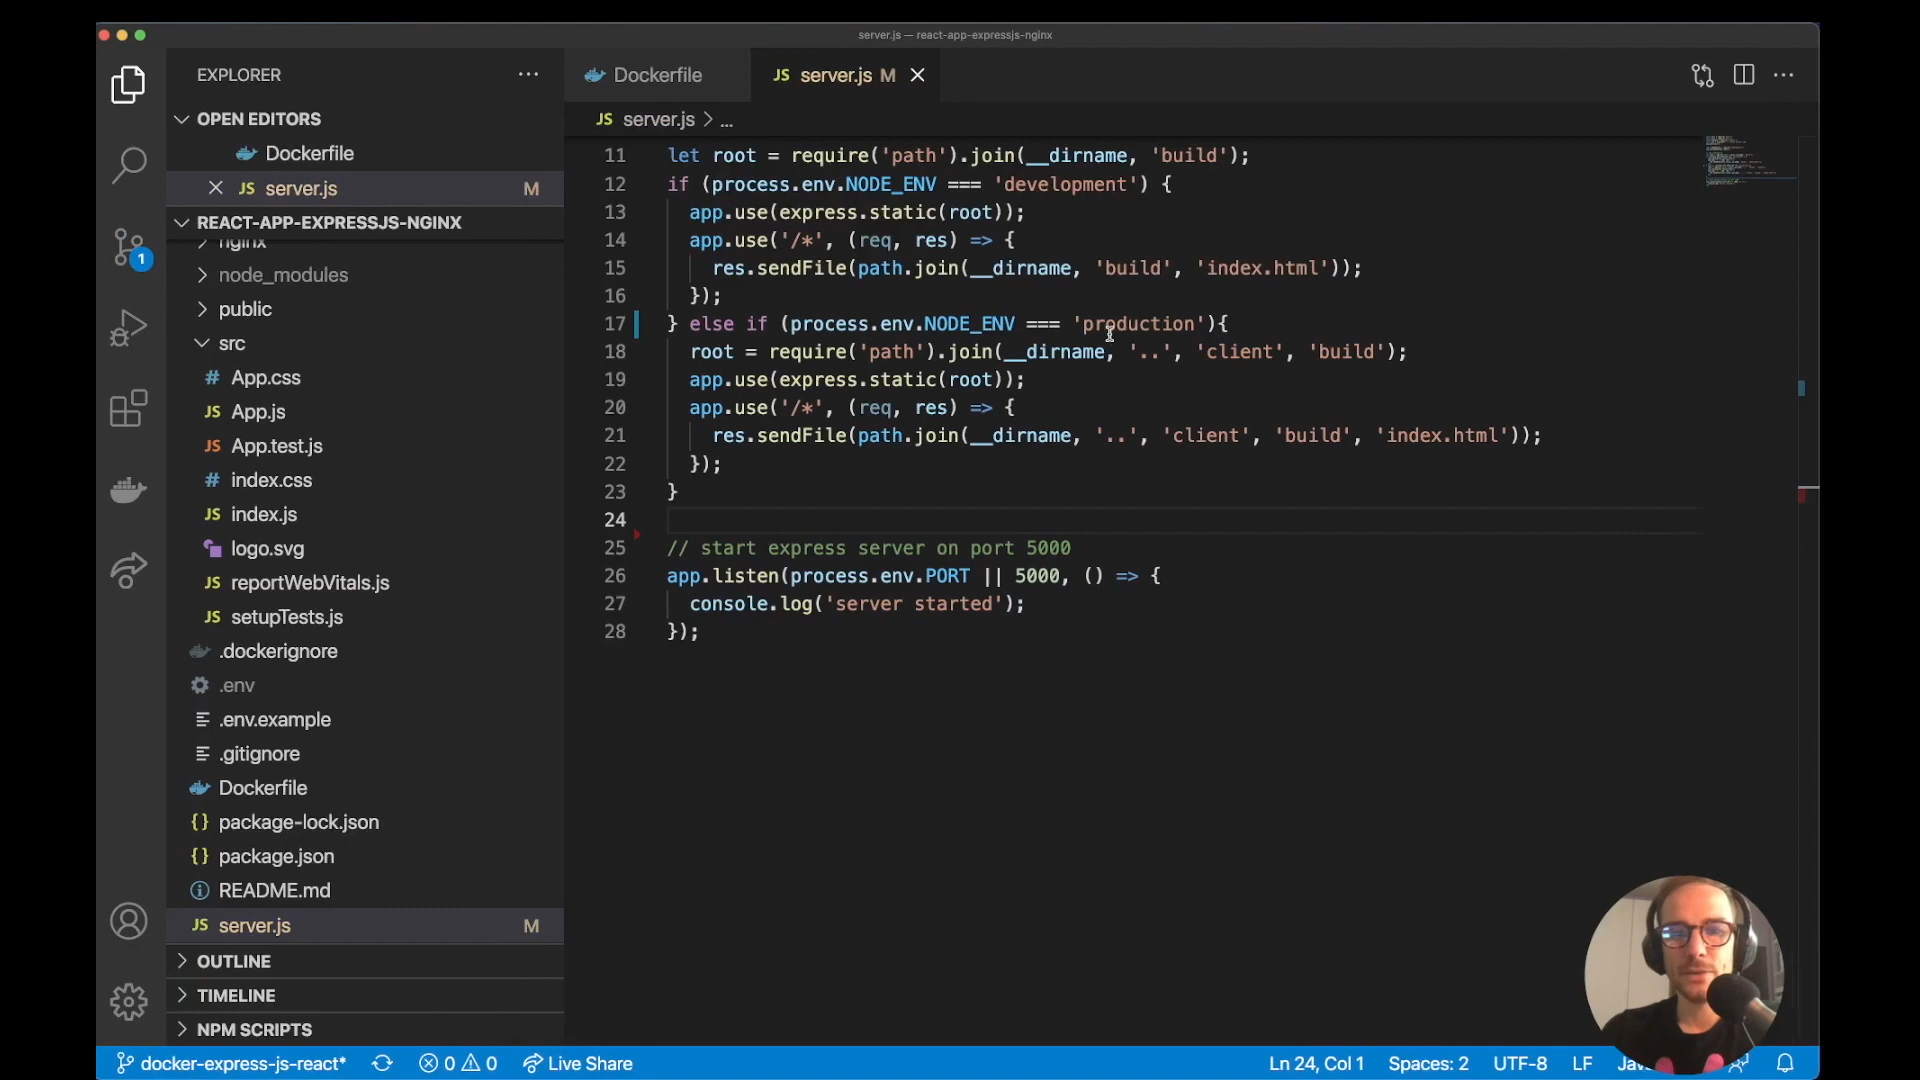 server.js — react-app-expressjs-nginx
EXPLORER
OPEN EDITORS
Dockerfile
server.js M
REACT-APP-EXPRESSJS-NGINX
nginx
node_modules
public
src
App.css
App.js
App.test.js
index.css
index.js
logo.svg
reportWebVitals.js
setupTests.js
.dockerignore
.env
.env.example
.gitignore
Dockerfile
package-lock.json
package.json
README.md
server.js M
OUTLINE
TIMELINE
NPM SCRIPTS
1
Dockerfile
JS server.js M
JS server.js > ...
11 let root = require('path').join(__dirname, 'build');
12 if (process.env.NODE_ENV === 'development') {
13 app.use(express.static(root));
14 app.use('/*', (req, res) => {
15 res.sendFile(path.join(__dirname, 'build', 'index.html'));
16 });
17 } else if (process.env.NODE_ENV === 'production'){
18 root = require('path').join(__dirname, '..', 'client', 'build');
19 app.use(express.static(root));
20 app.use('/*', (req, res) => {
21 res.sendFile(path.join(__dirname, '..', 'client', 'build', 'index.html'));
22 });
23 }
24
25 // start express server on port 5000
26 app.listen(process.env.PORT || 5000, () => {
27 console.log('server started');
28 });
docker-express-js-react* 0 0 Live Share Ln 24, Col 1 Spaces: 2 UTF-8 LF